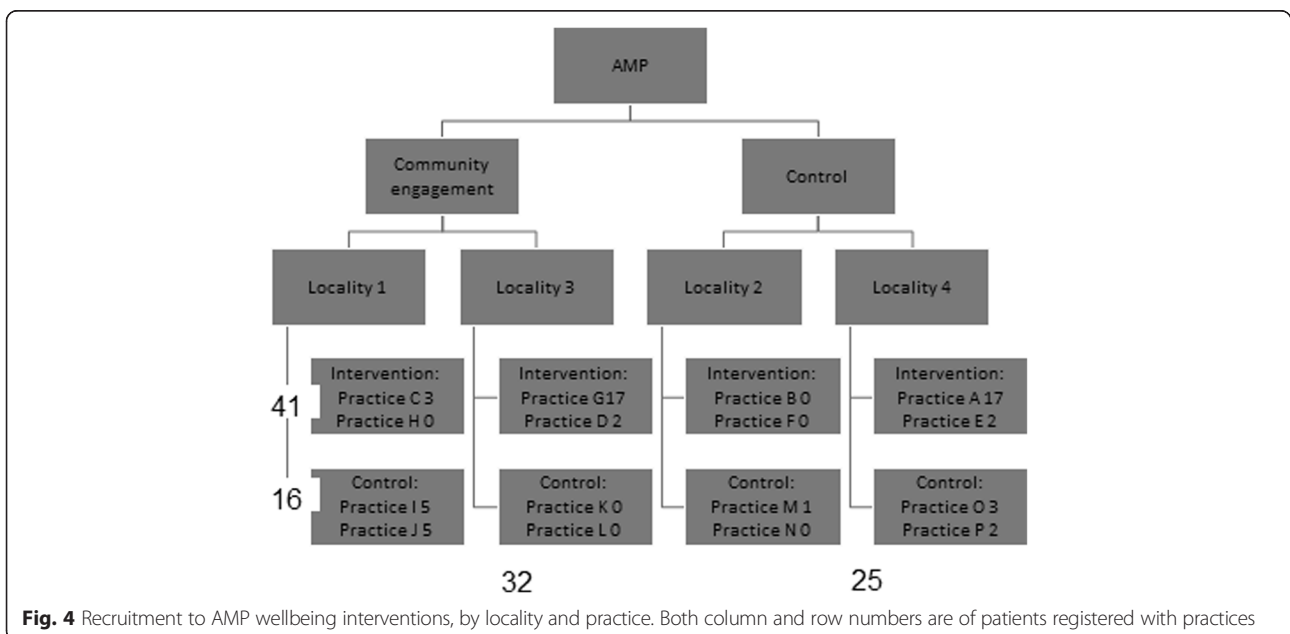 AMP
Community
engagement
Control
Locality 1
Locality 3
Locality 2
Locality 4
41
Intervention:
Practice C 3
Practice H 0
Intervention:
Practice G17
Practice D 2
Intervention:
Practice B 0
Practice F 0
Intervention:
Practice A 17
Practice E 2
16
Control:
Practice I 5
Practice J 5
Control:
Practice K 0
Practice L 0
Control:
Practice M 1
Practice N 0
Control:
Practice O 3
Practice P 2
32
25
Fig. 4 Recruitment to AMP wellbeing interventions, by locality and practice. Both column and row numbers are of patients registered with practices